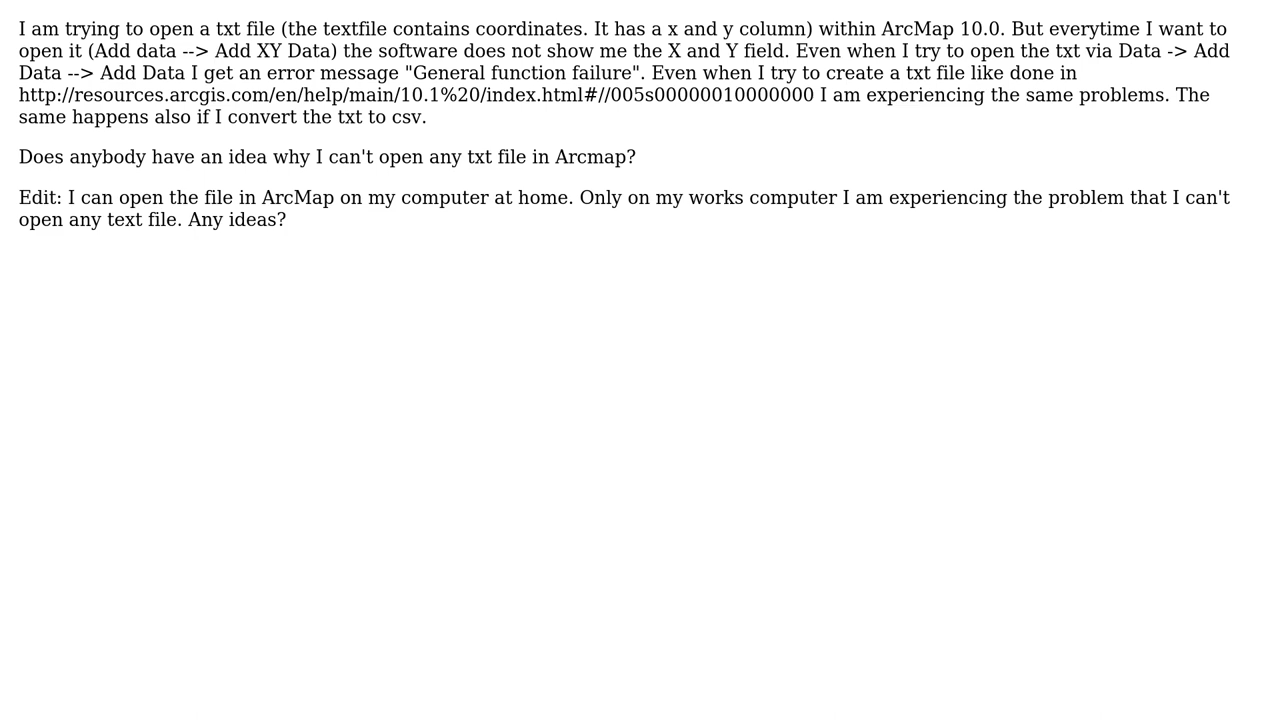 I am trying to open a txt file (the textfile contains coordinates. It has a x and y column) within ArcMap 10.0. But everytime I want to
open it (Add data --> Add XY Data) the software does not show me the X and Y field. Even when I try to open the txt via Data -> Add
Data --> Add Data I get an error message "General function failure". Even when I try to create a txt file like done in
http://resources.arcgis.com/en/help/main/10.1%20/index.html#//005s00000010000000 I am experiencing the same problems. The
same happens also if I convert the txt to csv.
Does anybody have an idea why I can't open any txt file in Arcmap?
Edit: I can open the file in ArcMap on my computer at home. Only on my works computer I am experiencing the problem that I can't
open any text file. Any ideas?